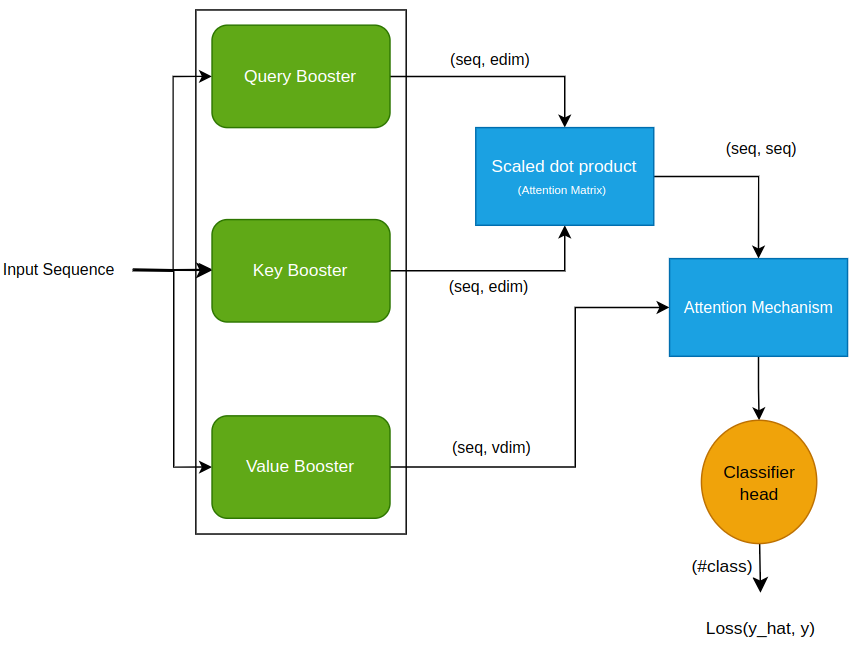 Query Booster
(seq, edim)
Scaled dot product
(Attention Matrix)
(seq, seq)
Input Sequence
Key Booster
(seq, edim)
Attention Mechanism
Value Booster
(seq, vdim)
Classifier
head
(#class)
Loss(y_hat, y)